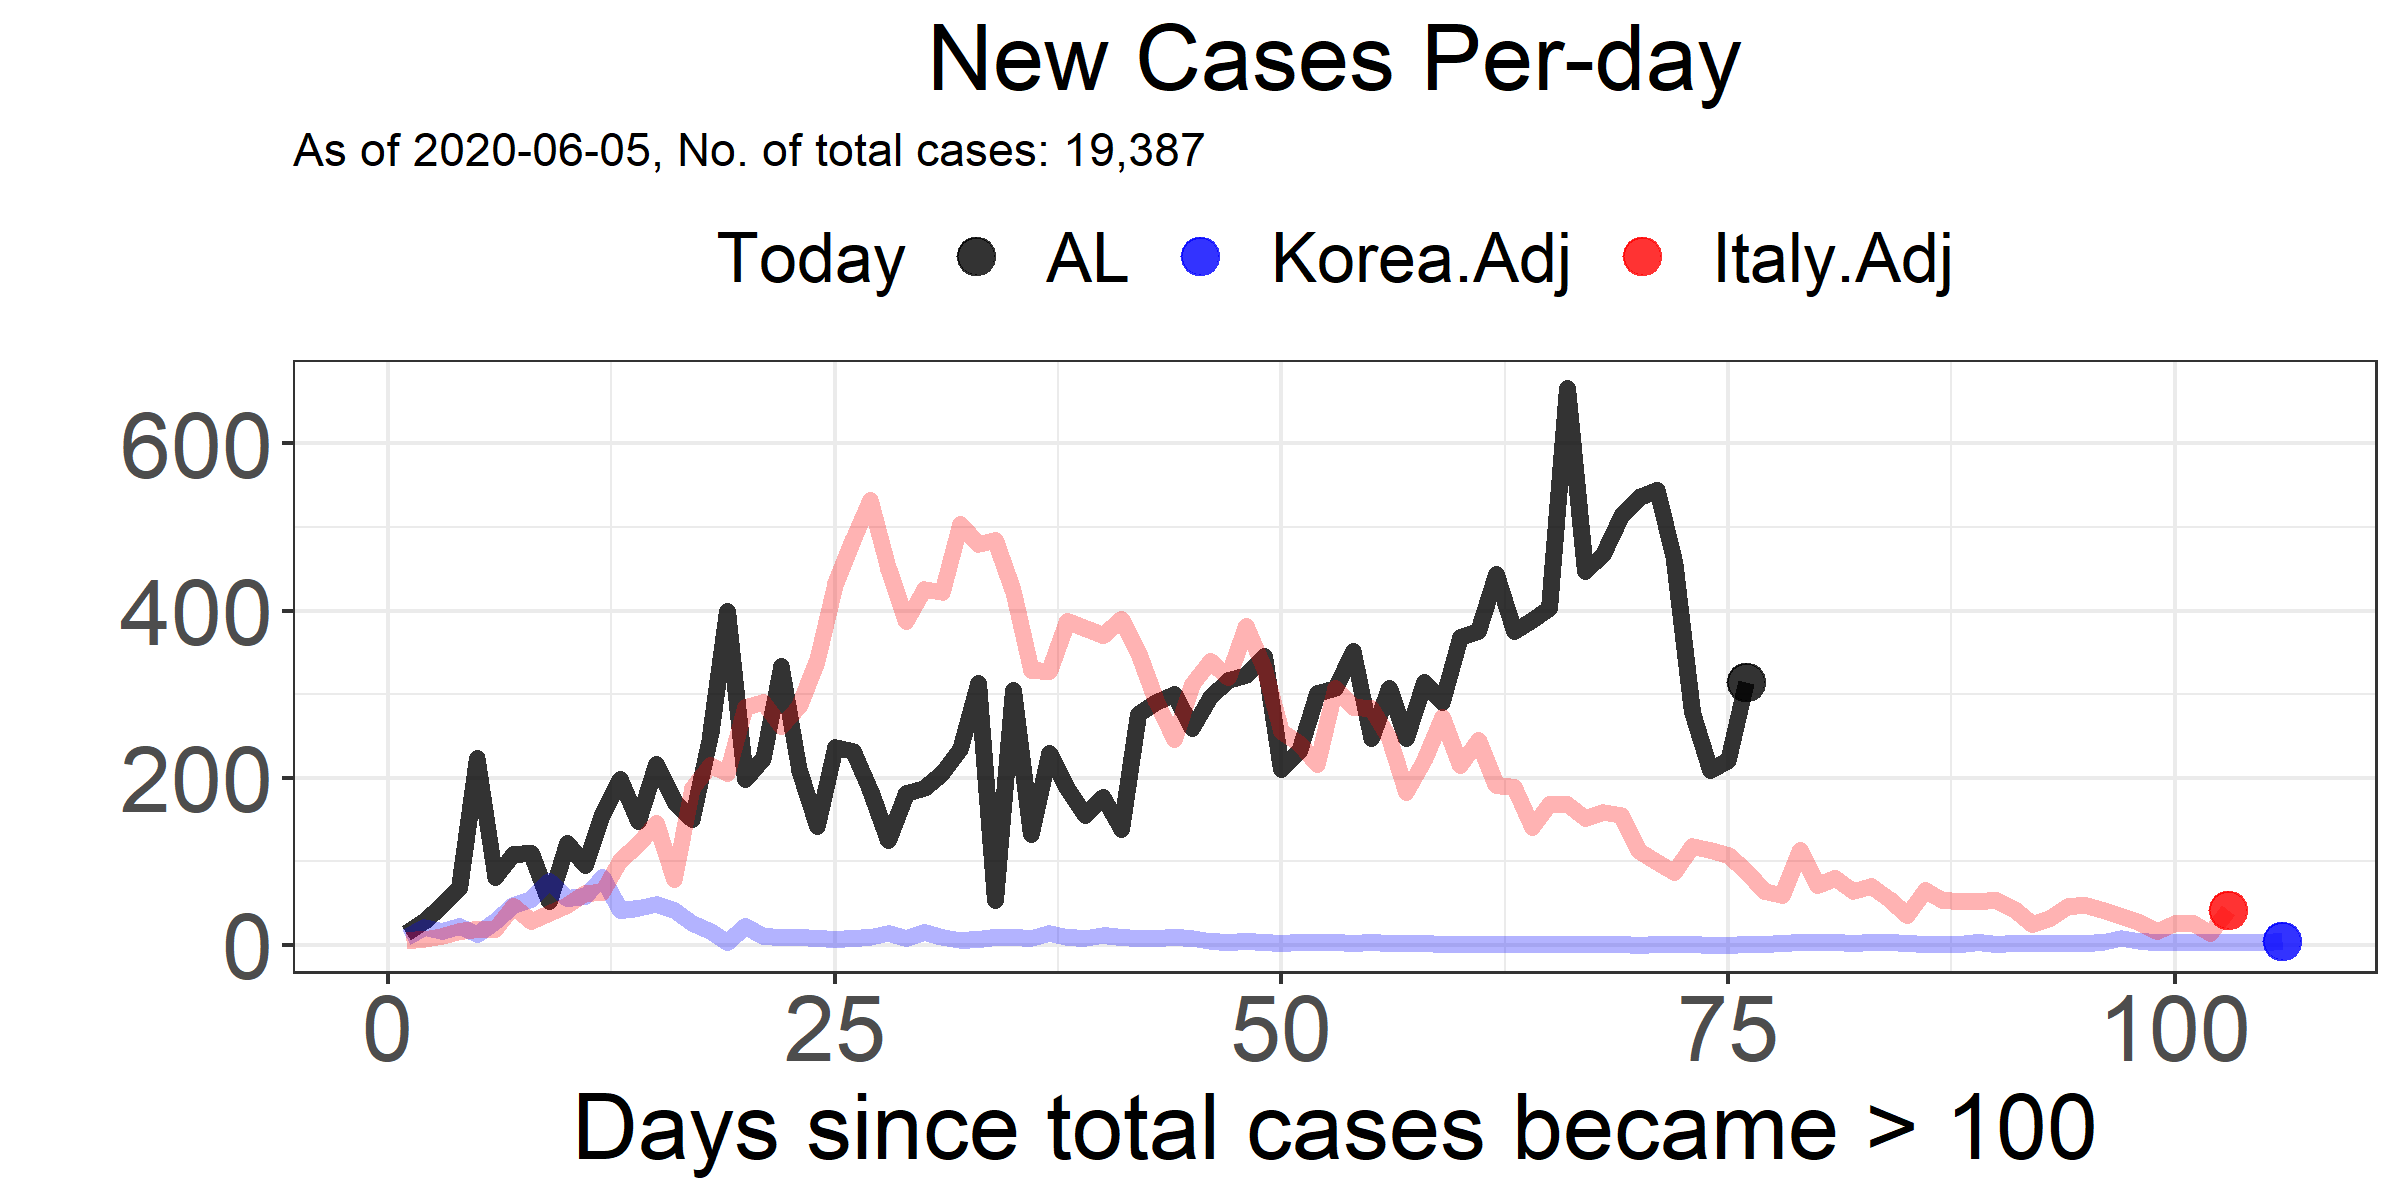 New Cases Per-day
As of 2020-06-05, No. of total cases: 19,387
Today AL Korea.Adj Italy.Adj
600
400
200
0
0 25 50 75 100
Days since total cases became > 100